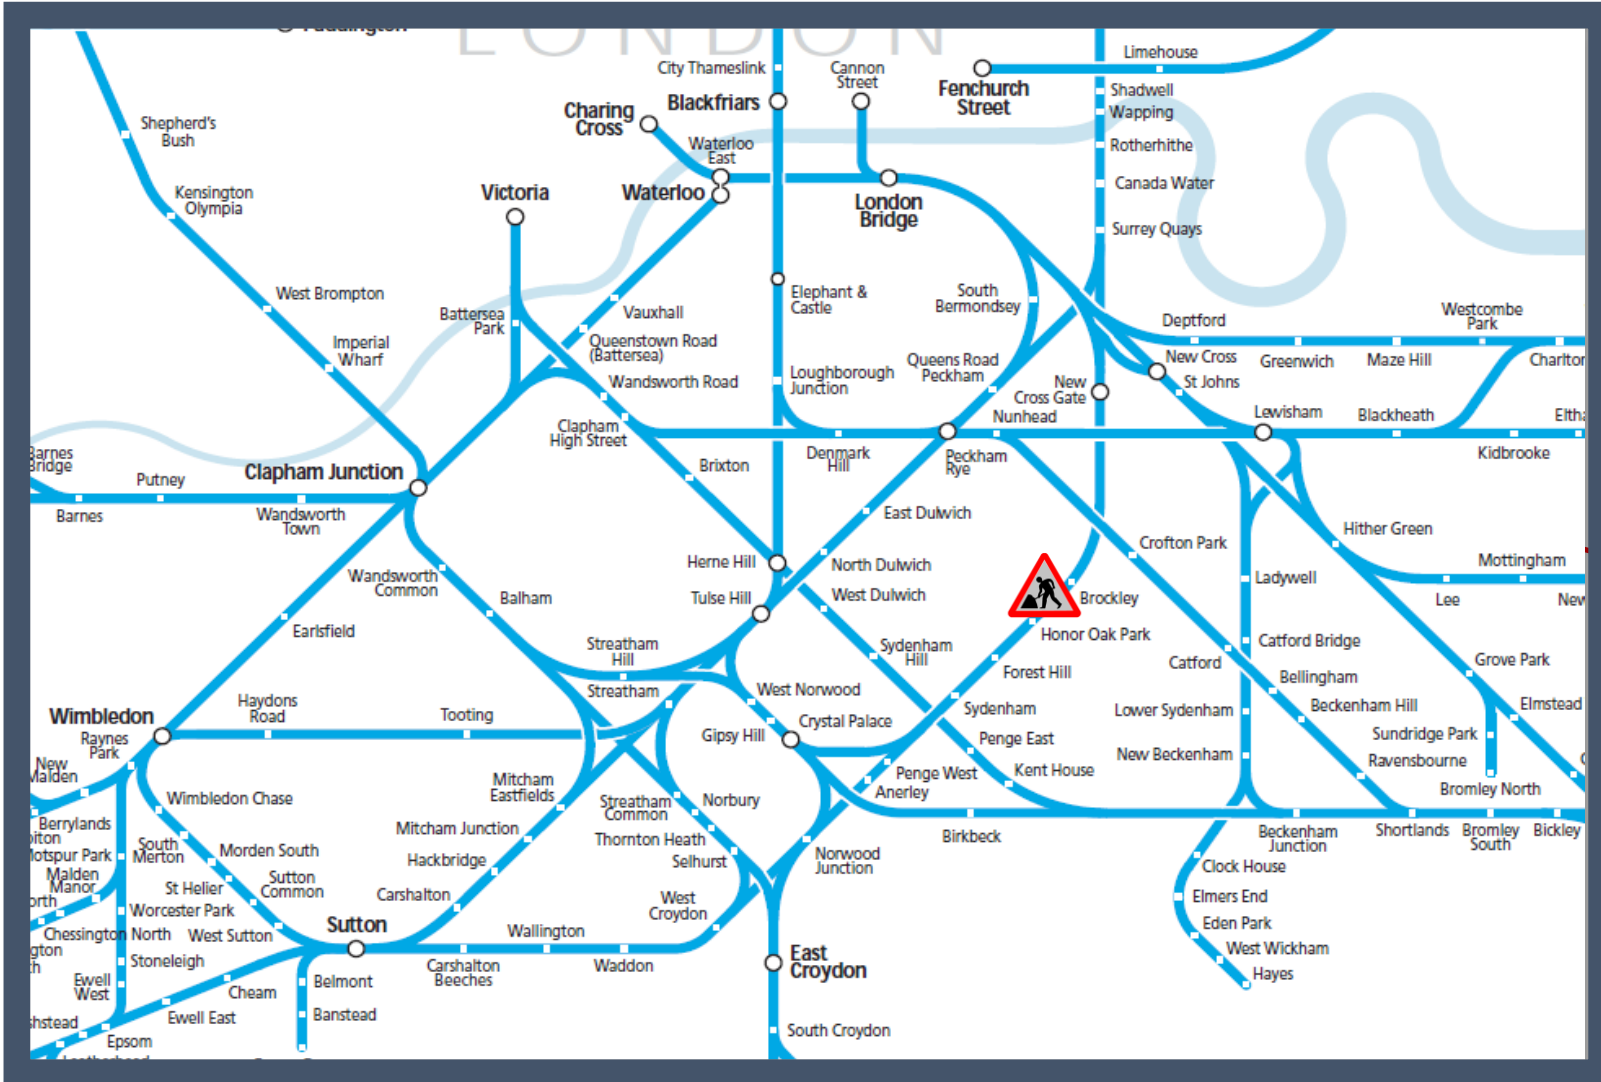 Paddington
LONDON
City Thameslink
Cannon
Street
Limehouse
Fenchurch
Street
Shadwell
Wapping
Charing
Cross
Blackfriars
Shepherd's
Bush
Waterloo
East
Rotherhithe
Kensington
Olympia
Victoria
Waterloo
London
Bridge
Canada Water
Surrey Quays
West Brompton
Imperial
Wharf
Battersea
Park
Vauxhall
Queenstown Road
(Battersea)
Elephant &
Castle
South
Bermondsey
Deptford
Westcombe
Park
Greenwich
Maze Hill
Charlton
Wandsworth Road
Loughborough
Junction
Queens Road
Peckham
New
Cross Gate
New Cross
St Johns
Clapham
High Street
Nunhead
Lewisham
Blackheath
Eltha
Kidbrooke
Denmark
Hill
Peckham
Rye
Barnes
Bridge
Putney
Clapham Junction
Brixton
Barnes
Wandsworth
Town
East Dulwich
Hither Green
Crofton Park
Mottingham
Herne Hill
North Dulwich
Wandsworth
Common
Balham
Tulse Hill
West Dulwich
Brockley
Ladywell
Lee
New
Earlsfield
Honor Oak Park
Catford Bridge
Streatham
Hill
Sydenham
Hill
Forest Hill
Catford
Grove Park
Bellingham
Streatham
West Norwood
Haydons
Road
Tooting
Crystal Palace
Sydenham
Lower Sydenham
Beckenham Hill
Elmstead
Wimbledon
Raynes
Park
Gipsy Hill
Penge East
Sundridge Park
New Beckenham
Ravensbourne
New
Malden
Penge West
Kent House
Anerley
Bromley North
Wimbledon Chase
Mitcham
Eastfields
Streatham
Common
Norbury
Berrylands
Mitcham Junction
Thornton Heath
Birkbeck
Beckenham
Junction
Shortlands
Bromley
South
Bickley
South
Merton
Morden South
Motspur Park
Hackbridge
Selhurst
Norwood
Junction
Clock House
Malden
Manor
St Helier
Sutton
Common
Carshalton
West
Croydon
Elmers End
Worcester Park
Eden Park
Chessington North
West Sutton
Sutton
Wallington
West Wickham
Stoneleigh
Carshalton
Beeches
Waddon
East
Croydon
Hayes
Ewell
West
Cheam
Belmont
Ewell East
Banstead
South Croydon
Epsom